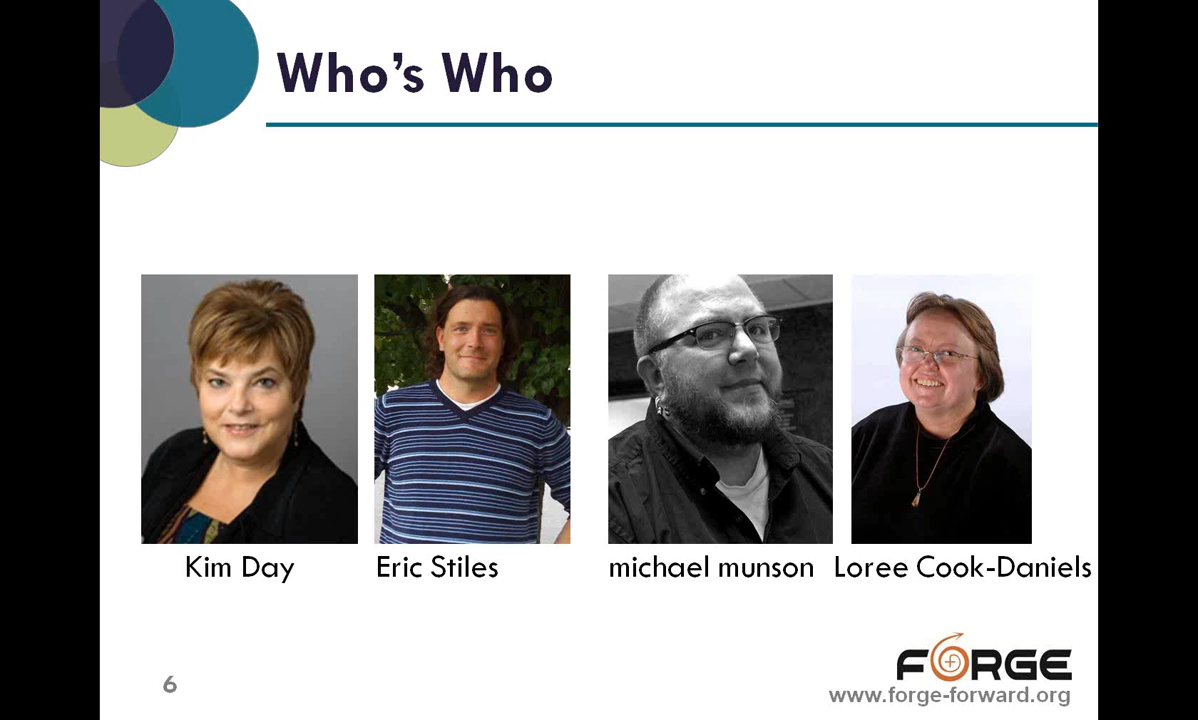 Who's Who
Kim Day
Eric Stiles
michael munson
Loree Cook-Daniels
FORGE
6
www.forge-forward.org